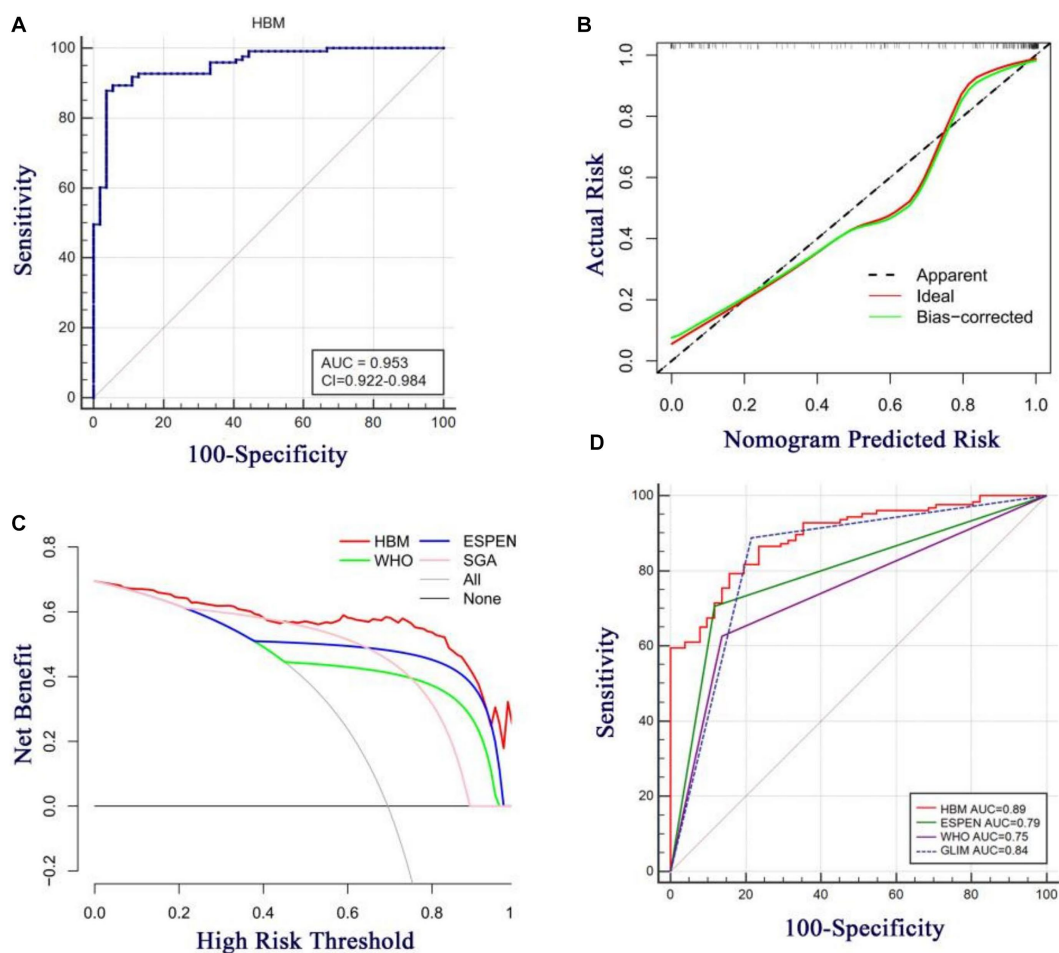 A
HBM
100
80
60
40
20
0
Sensitivity
AUC = 0.953
CI=0.922-0.984
0 20 40 60 80 100
100-Specificity
B
1.0
0.8
0.6
0.4
0.2
0.0
Actual Risk
Apparent
Ideal
Bias-corrected
0.0 0.2 0.4 0.6 0.8 1.0
Nomogram Predicted Risk
C
0.8
0.6
0.4
0.2
0.0
−0.2
Net Benefit
HBM ESPEN
WHO SGA
All
None
0.0 0.2 0.4 0.6 0.8 1
High Risk Threshold
D
100
80
60
40
20
0
Sensitivity
HBM AUC=0.89
ESPEN AUC=0.79
WHO AUC=0.75
GLIM AUC=0.84
0 20 40 60 80 100
100-Specificity